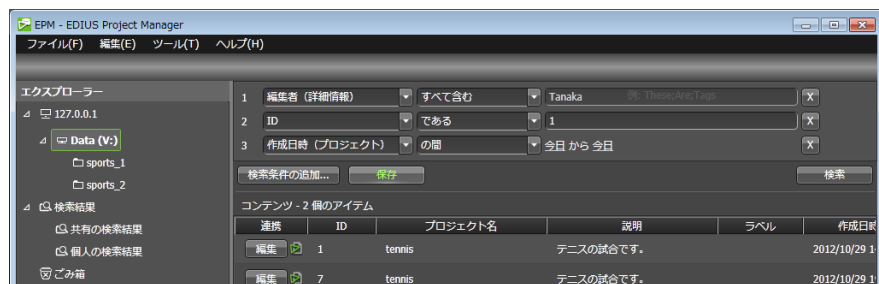 EPM - EDIUS Project Manager
ファイル(F) 編集(E) ツール(T) ヘルプ(H)
エクスプローラー
127.0.0.1
Data (V:)
sports_1
sports_2
検索結果
共有の検索結果
個人の検索結果
ごみ箱
1 編集者（詳細情報） すべて含む Tanaka 例: These;Are;Tags X
2 ID である 1 X
3 作成日時（プロジェクト） の間 今日 から 今日 X
検索条件の追加... 保存 検索
コンテンツ - 2 個のアイテム
連携 ID プロジェクト名 説明 ラベル 作成日時
編集 1 tennis テニスの試合です。 2012/10/29 1
編集 7 tennis テニスの試合です。 2012/10/29 1